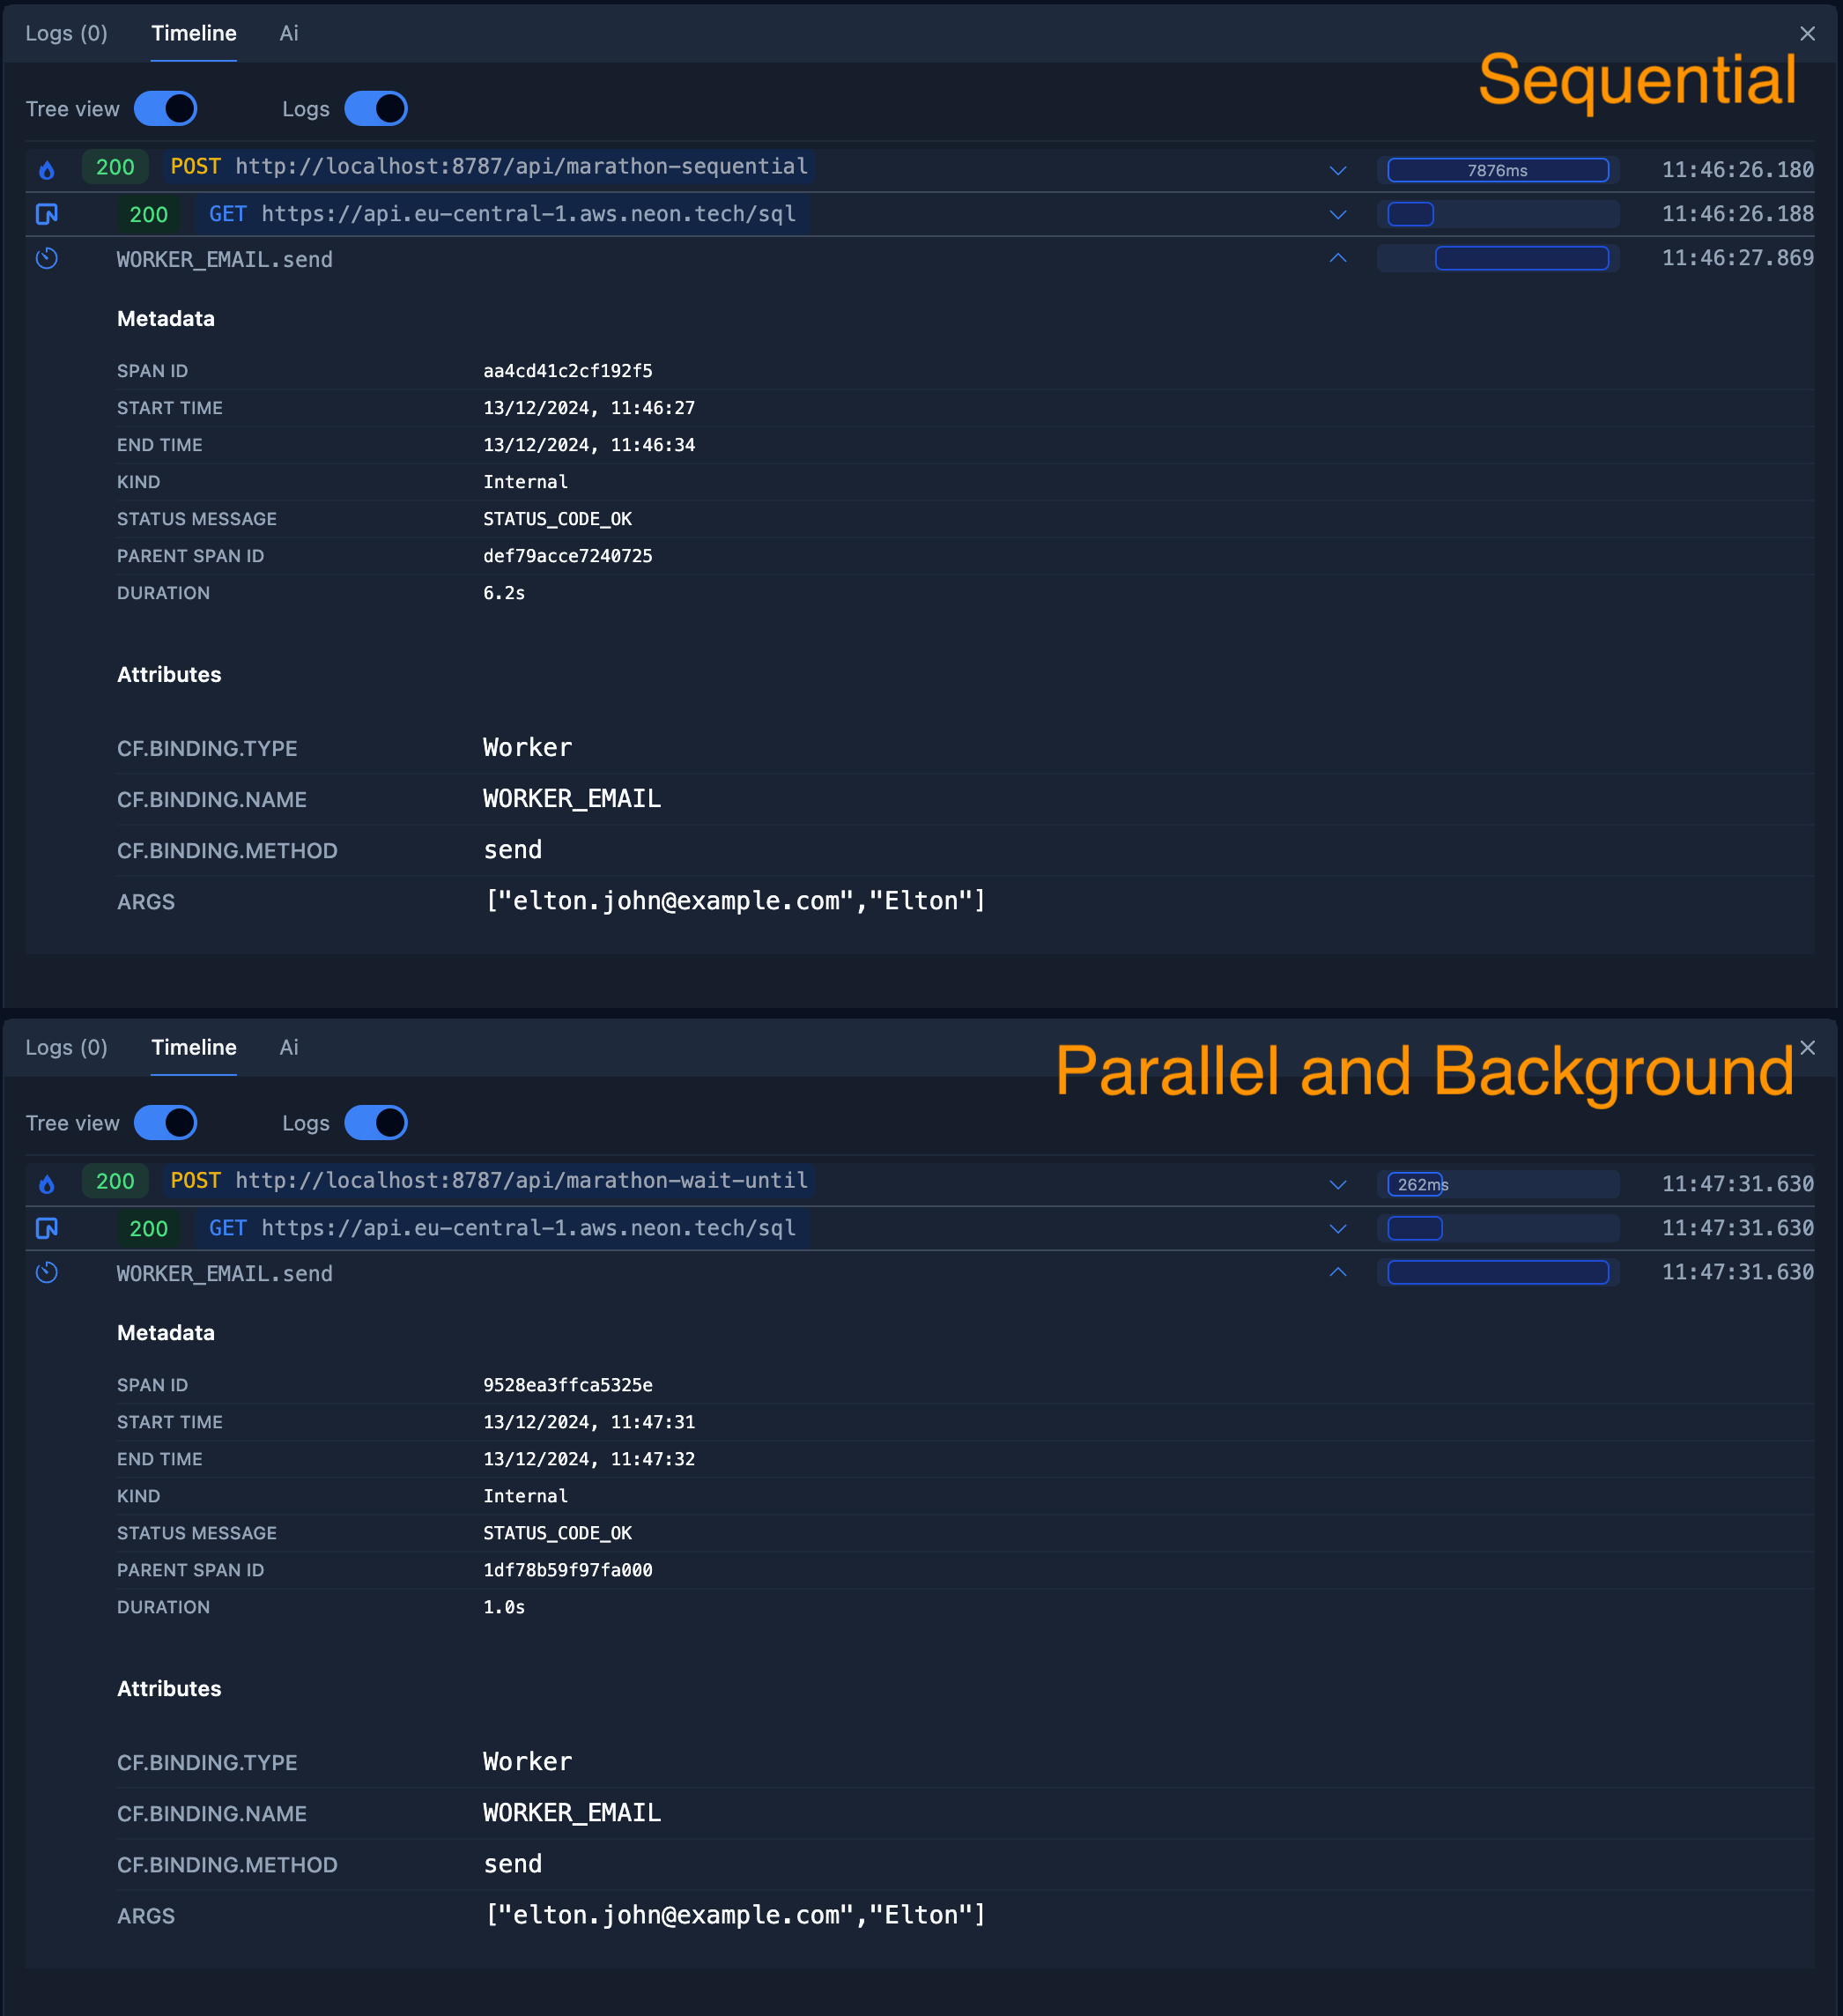 Logs (0) Timeline Ai
Sequential
Tree view Logs
200 POST http://localhost:8787/api/marathon-sequential 7876ms 11:46:26.180
200 GET https://api.eu-central-1.aws.neon.tech/sql 11:46:26.188
WORKER_EMAIL.send 11:46:27.869
Metadata
SPAN ID aa4cd41c2cf192f5
START TIME 13/12/2024, 11:46:27
END TIME 13/12/2024, 11:46:34
KIND Internal
STATUS MESSAGE STATUS_CODE_OK
PARENT SPAN ID def79acce7240725
DURATION 6.2s
Attributes
CF.BINDING.TYPE Worker
CF.BINDING.NAME WORKER_EMAIL
CF.BINDING.METHOD send
ARGS ["elton.john@example.com","Elton"]
Logs (0) Timeline Ai
Parallel and Background
Tree view Logs
200 POST http://localhost:8787/api/marathon-wait-until 262ms 11:47:31.630
200 GET https://api.eu-central-1.aws.neon.tech/sql 11:47:31.630
WORKER_EMAIL.send 11:47:31.630
Metadata
SPAN ID 9528ea3ffca5325e
START TIME 13/12/2024, 11:47:31
END TIME 13/12/2024, 11:47:32
KIND Internal
STATUS MESSAGE STATUS_CODE_OK
PARENT SPAN ID 1df78b59f97fa000
DURATION 1.0s
Attributes
CF.BINDING.TYPE Worker
CF.BINDING.NAME WORKER_EMAIL
CF.BINDING.METHOD send
ARGS ["elton.john@example.com","Elton"]